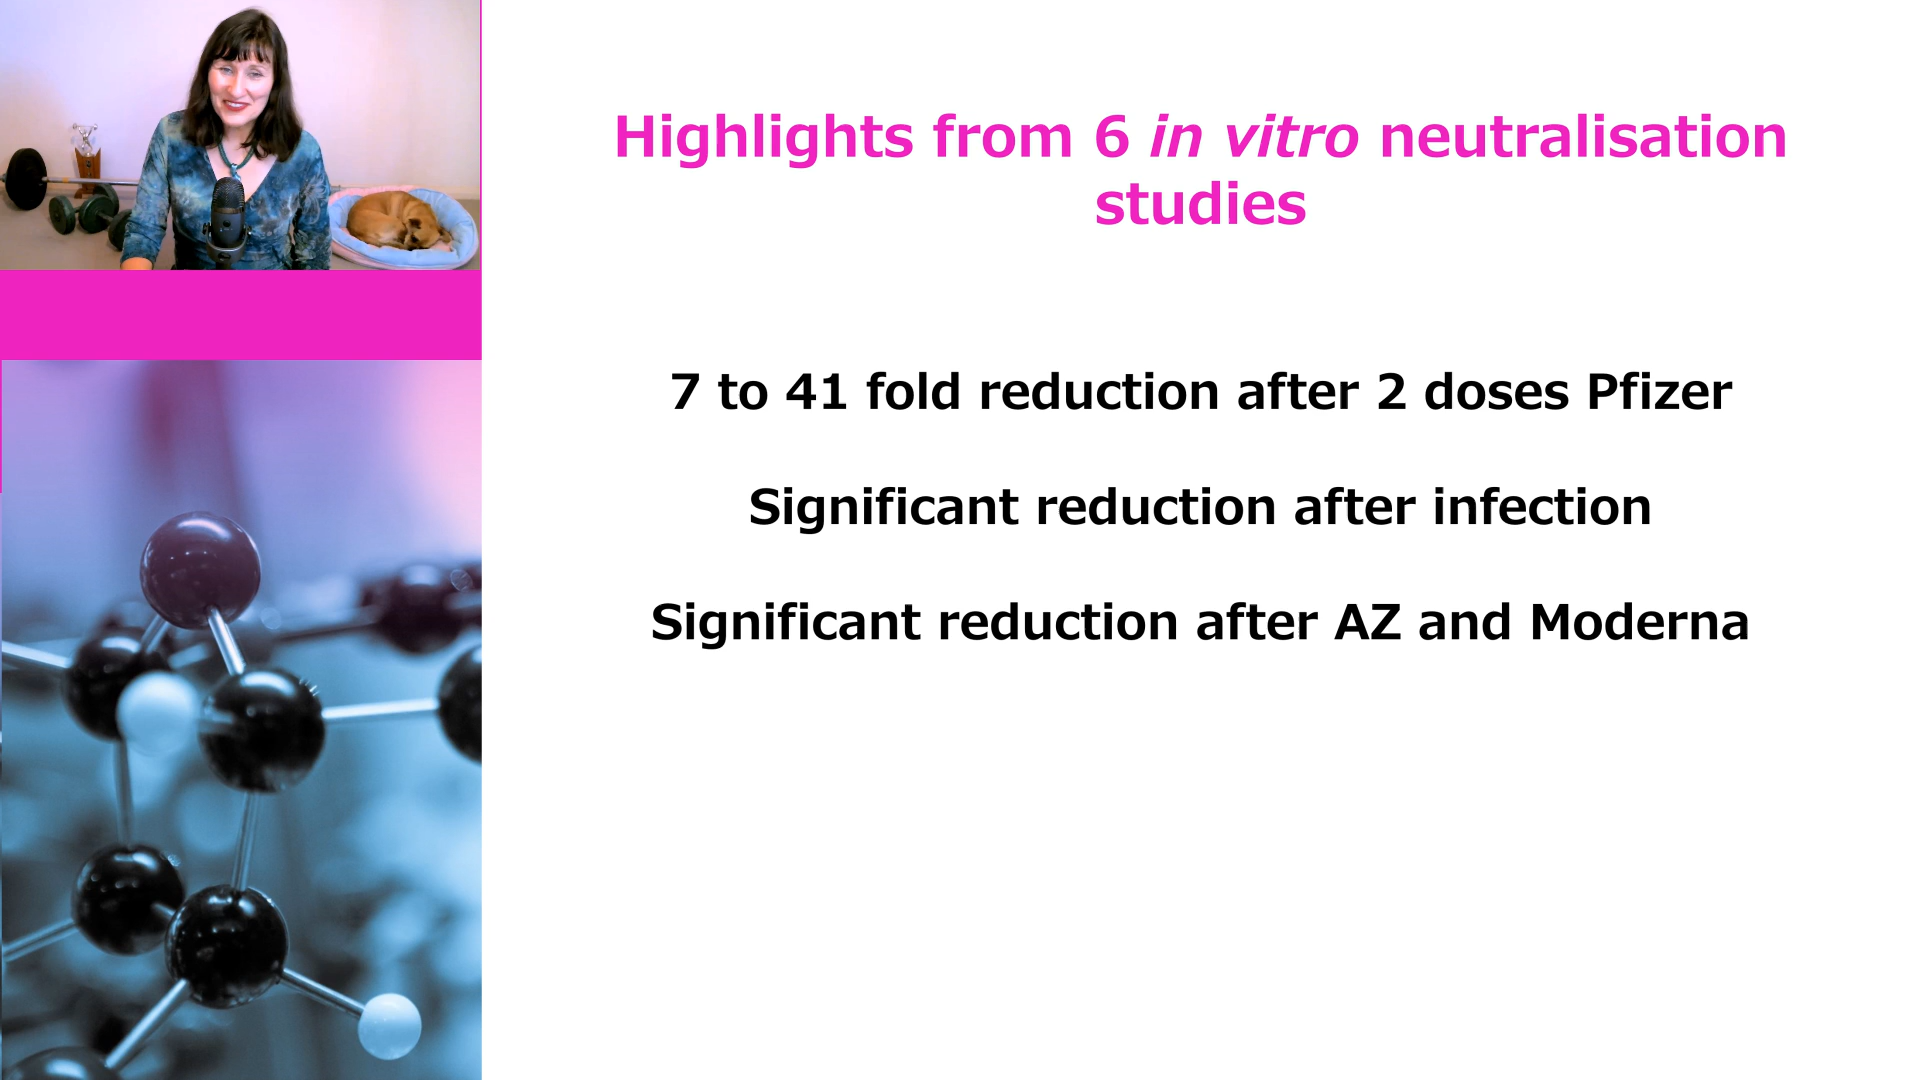 Highlights from 6 in vitro neutralisation
studies
7 to 41 fold reduction after 2 doses Pfizer
Significant reduction after infection
Significant reduction after AZ and Moderna